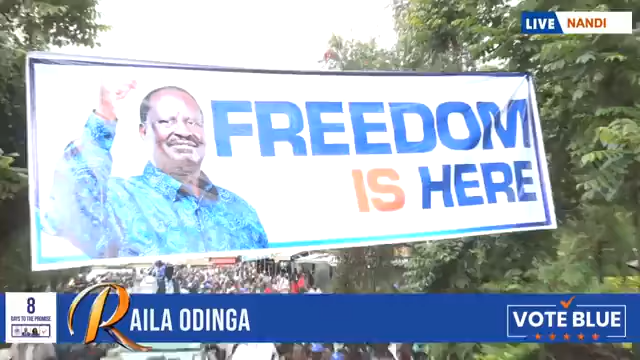 LIVE NANDI
FREEDOM
IS HERE
8
DAYS TO THE PROMISE
RAILA ODINGA
VOTE BLUE